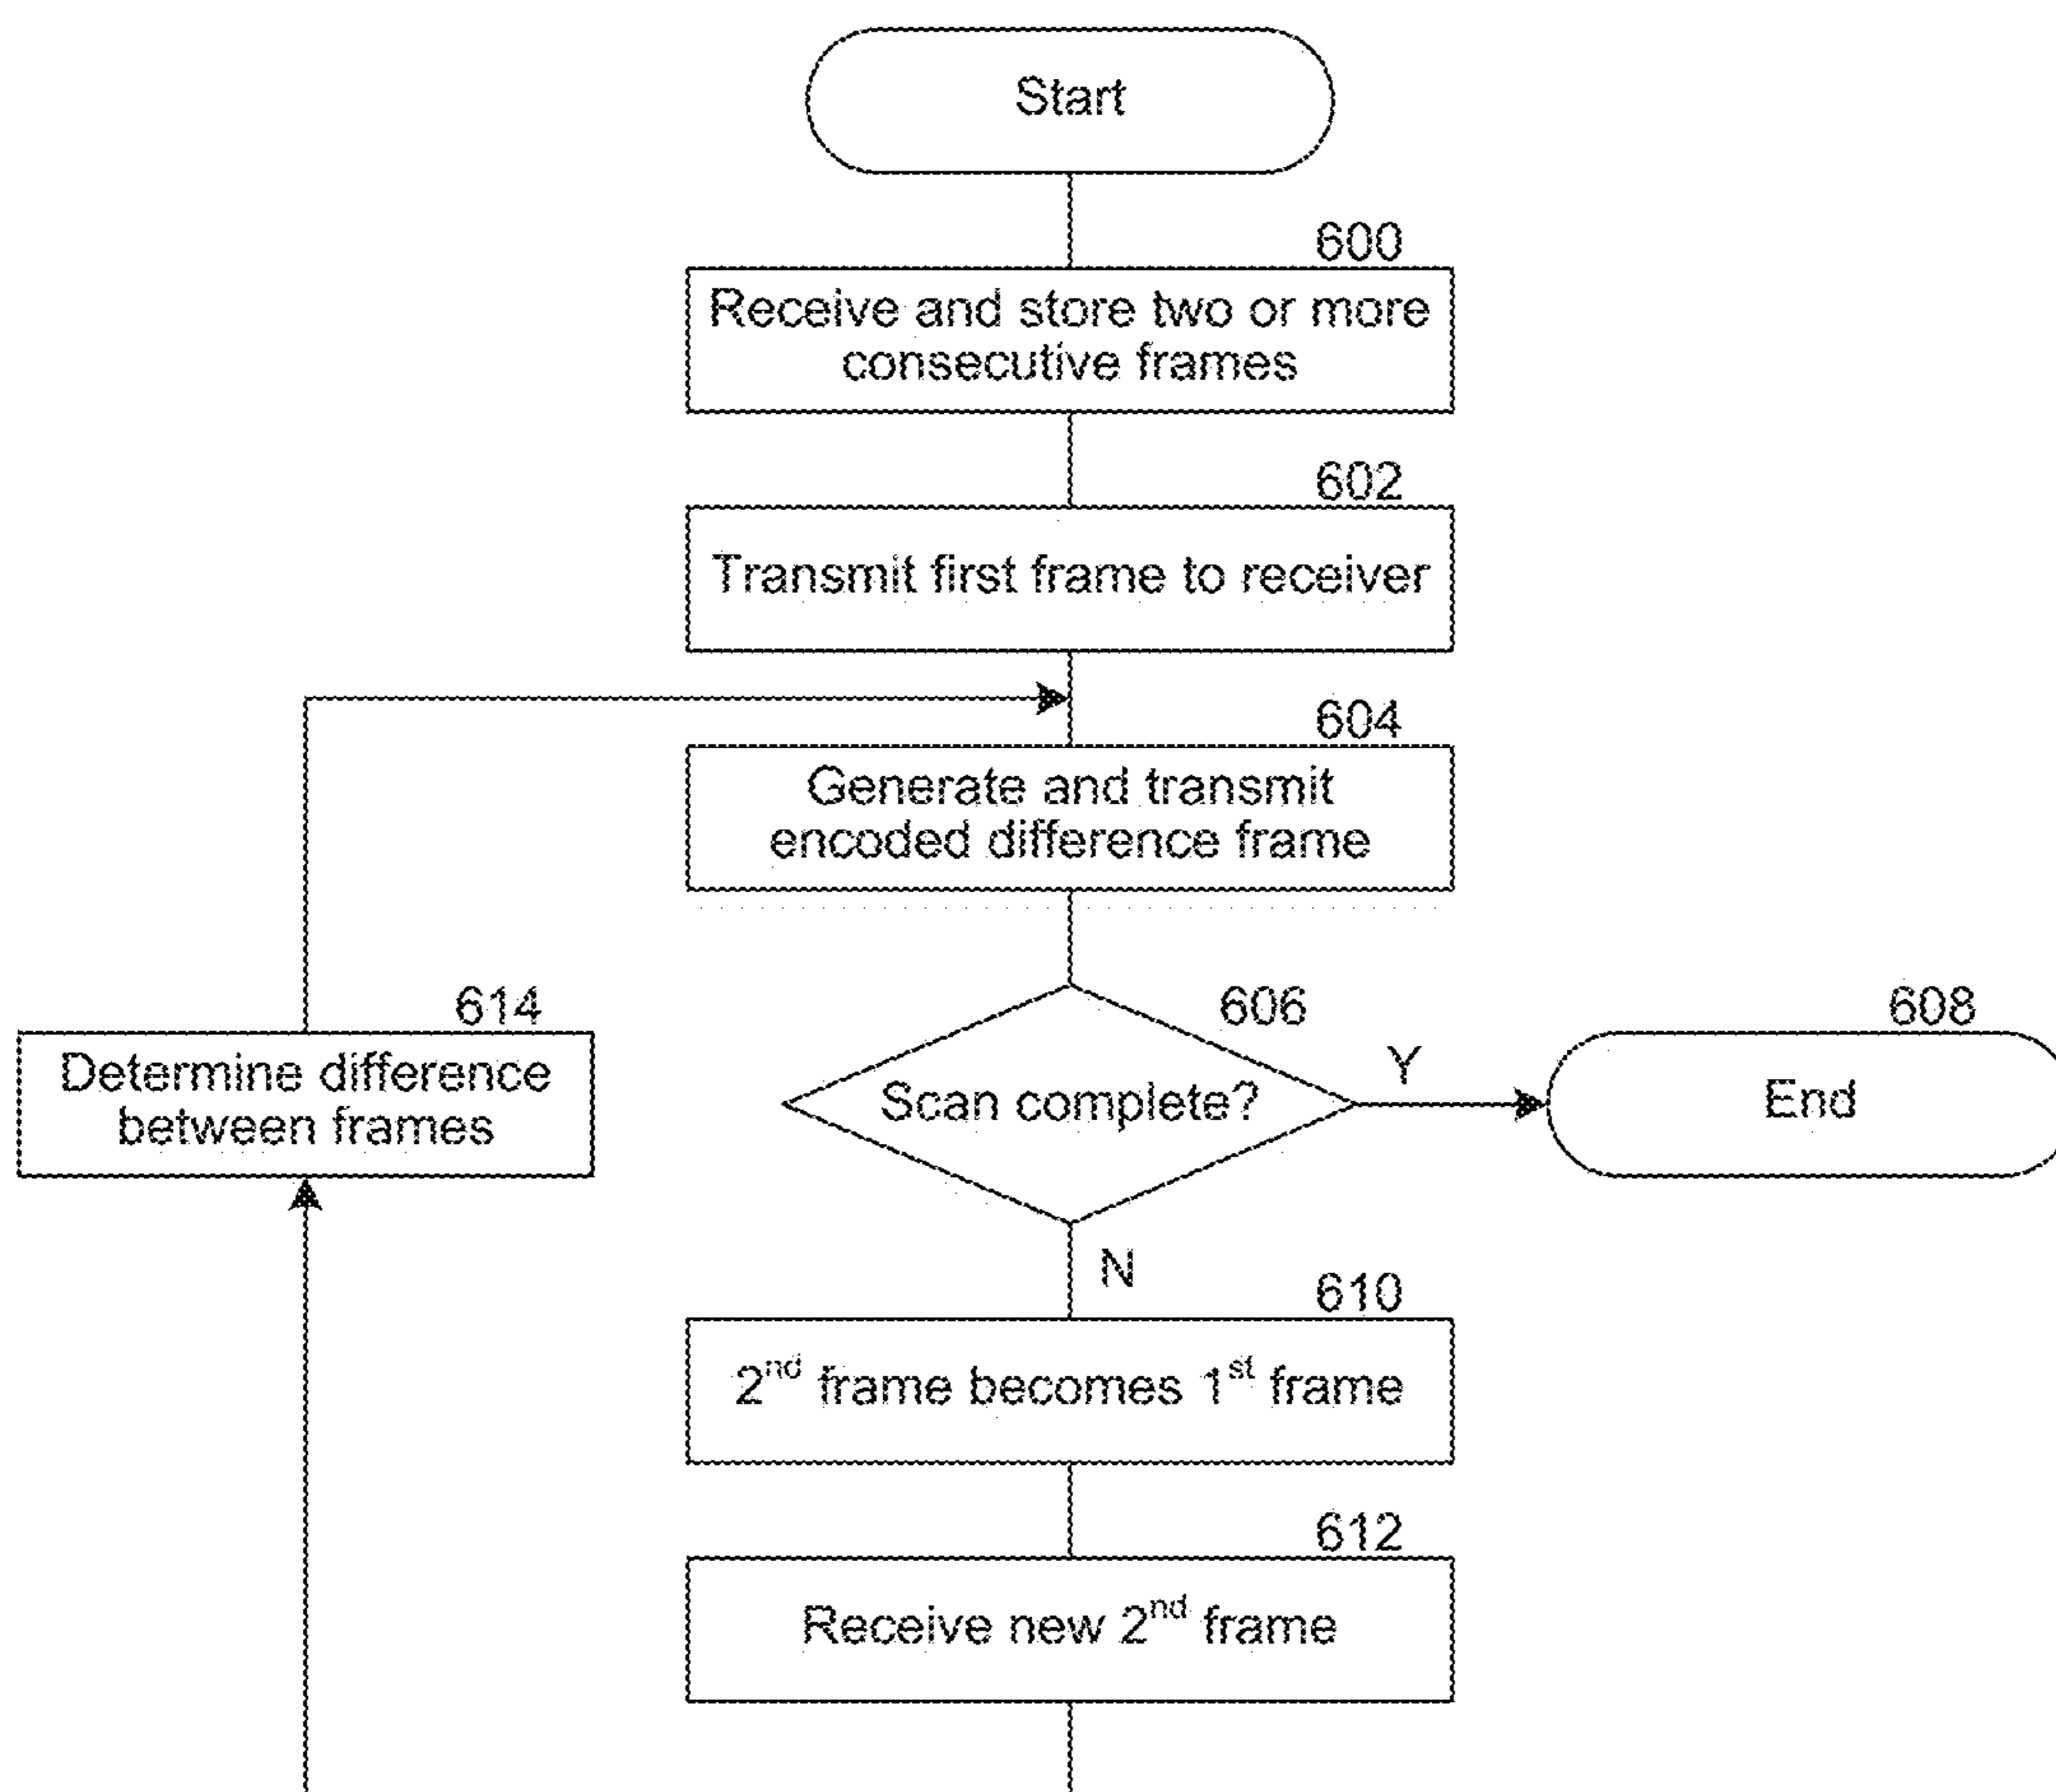 Start
600
Receive and store two or more
consecutive frames
602
Transmit first frame to receiver
604
Generate and transmit
encoded difference frame
614
Determine difference
between frames
606
Scan complete?
Y
608
End
N
610
2nd frame becomes 1st frame
612
Receive new 2nd frame